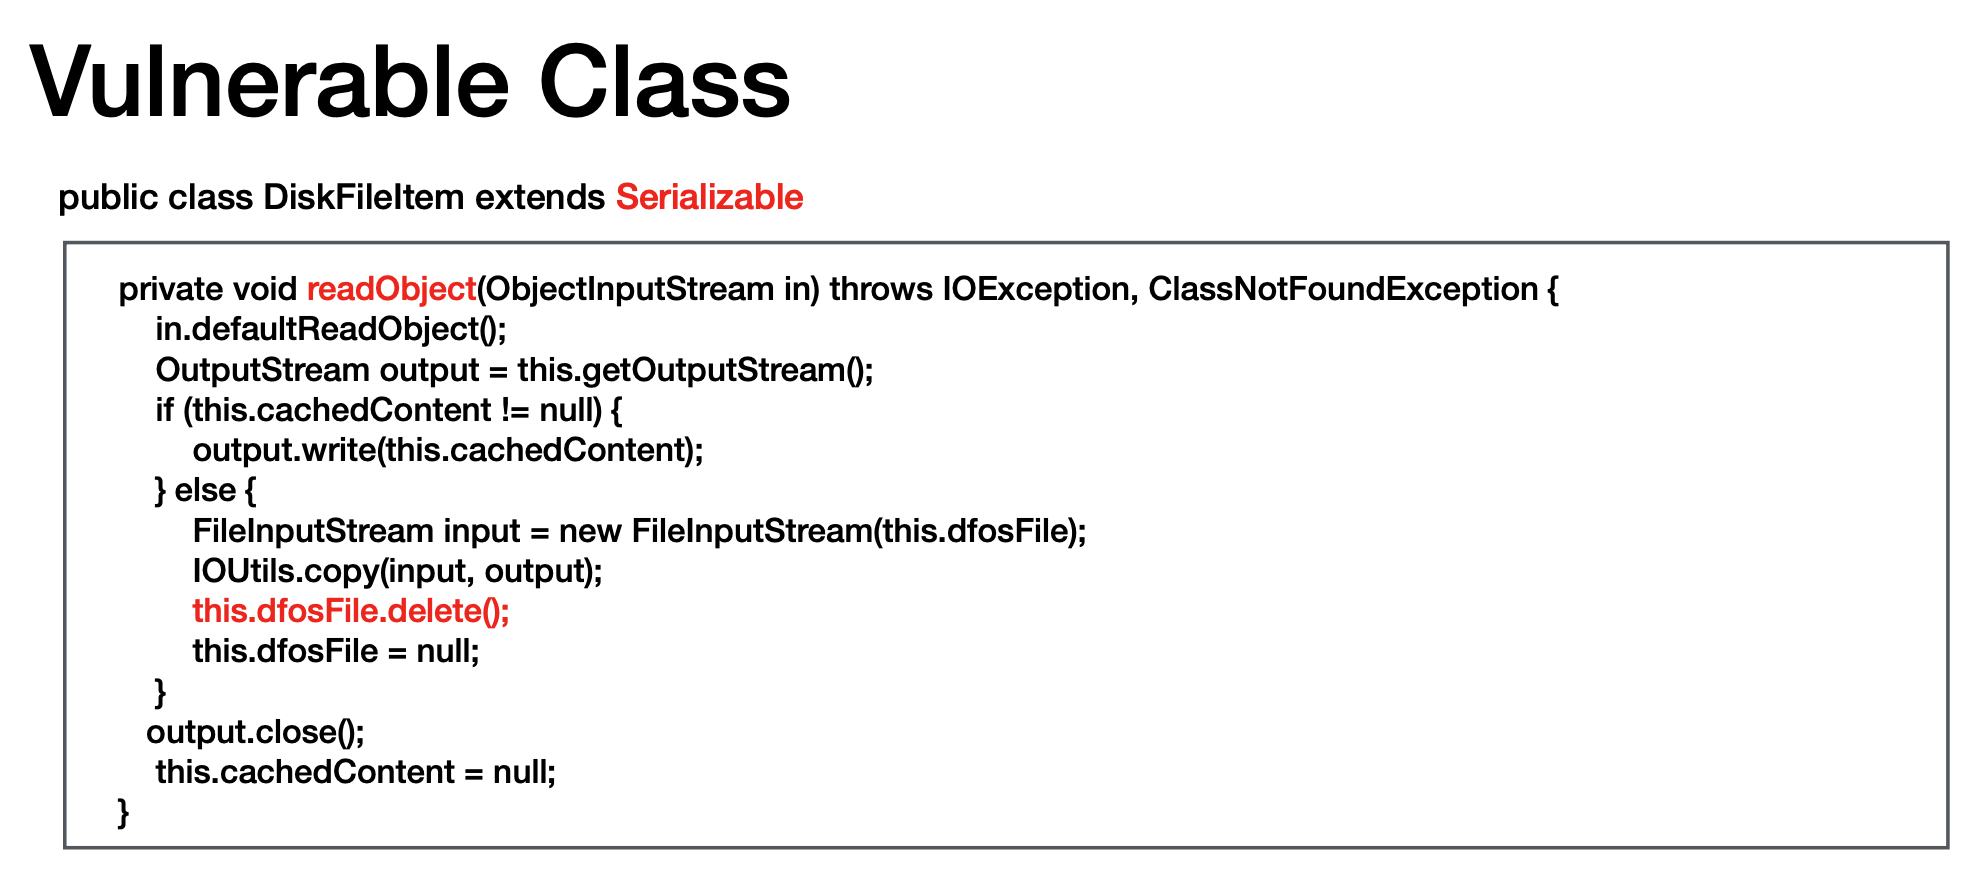 Vulnerable Class
public class DiskFileItem extends Serializable
private void readObject(ObjectInputStream in) throws IOException, ClassNotFoundException {
in.defaultReadObject();
OutputStream output = this.getOutputStream();
if (this.cachedContent != null) {
output.write(this.cachedContent);
} else {
FileInputStream input = new FileInputStream(this.dfosFile);
IOUtils.copy(input, output);
this.dfosFile.delete();
this.dfosFile = null;
}
output.close();
this.cachedContent = null;
}